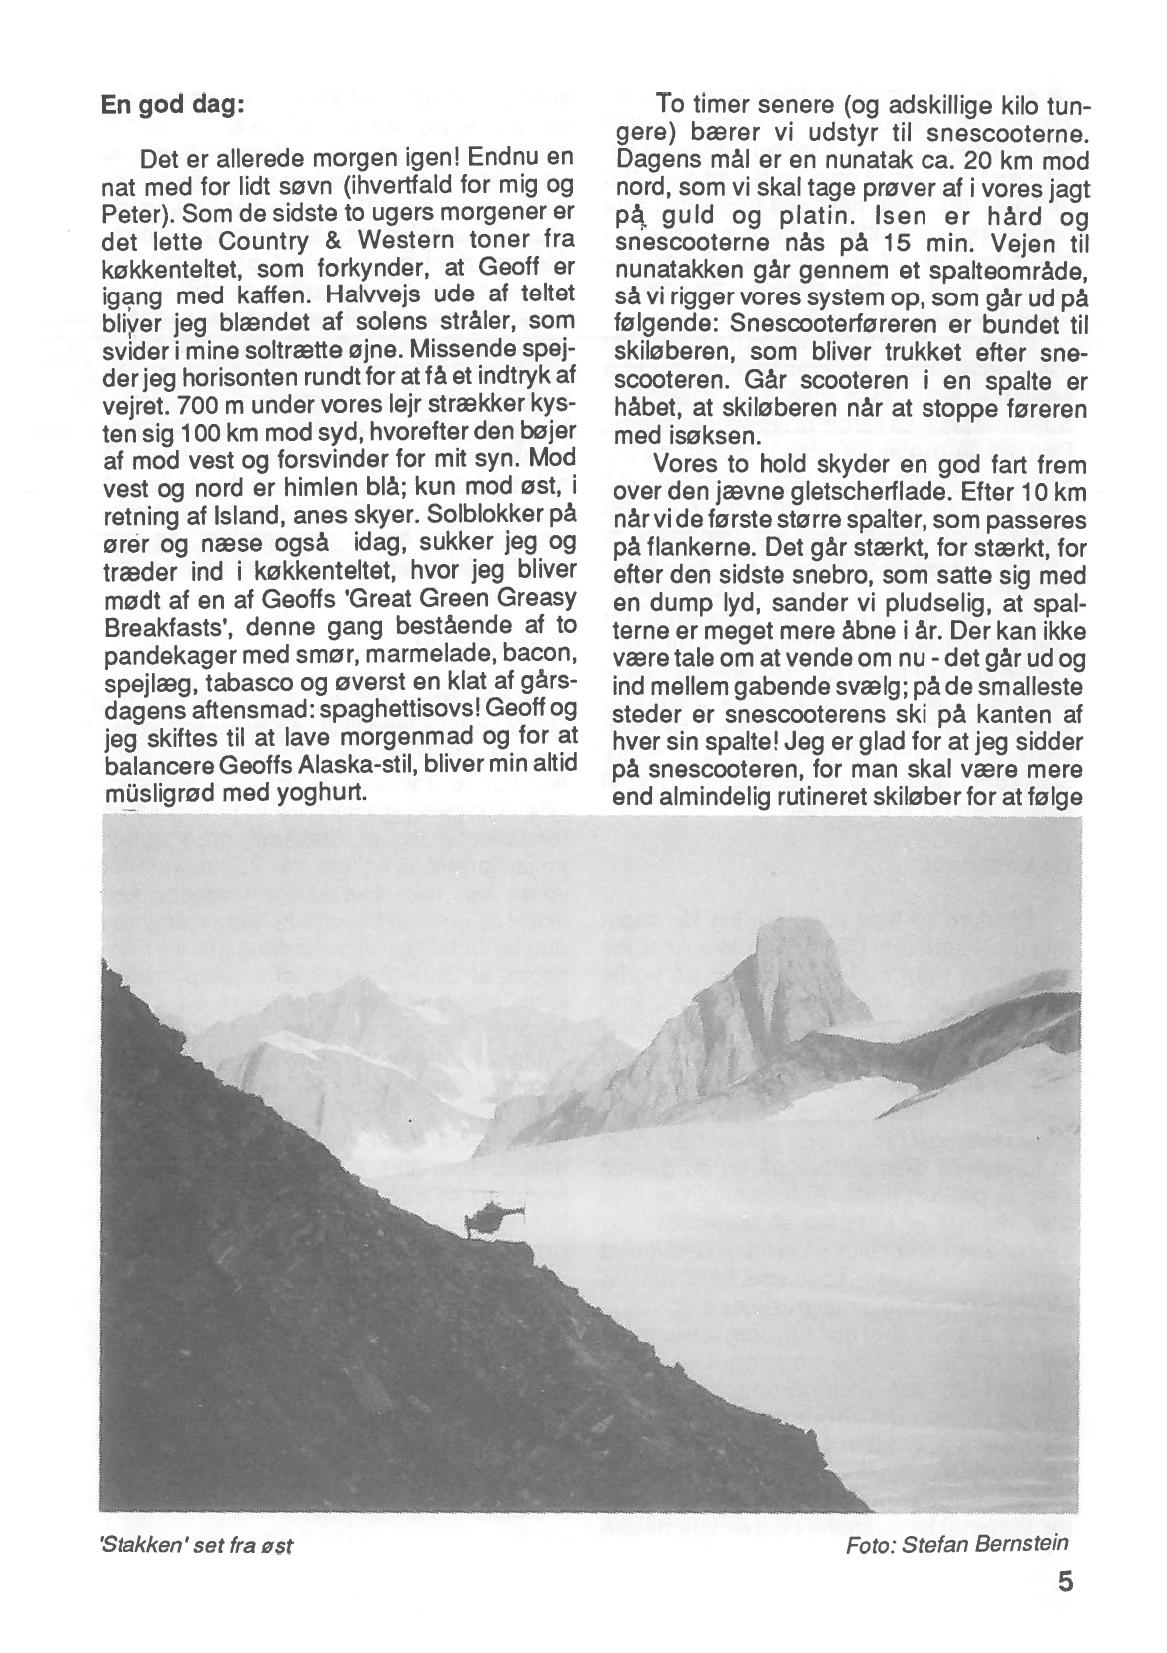 En god dag:
Det er allerede morgen igen! Endnu en
nat med for lidt søvn (ihvertfald for mig og
Peter). Som de sidste to ugers morgener er
det lette Country & Western toner fra
køkkenteltet, som forkynder, at Geoff er
igang med kaffen. Halvvejs ude af teltet
bliver jeg blændet af solens stråler, som
svider i mine soltrætte øjne. Missende spej-
der jeg horisonten rundt for at få et indtryk af
vejret. 700 m under vores lejr strækker kys-
ten sig 100 km mod syd, hvorefter den bøjer
af mod vest og forsvinder for mit syn. Mod
vest og nord er himlen blå; kun mod øst, i
retning af Island, anes skyer. Solblokker på
ører og næse også idag, sukker jeg og
træder ind i køkkenteltet, hvor jeg bliver
mødt af en af Geoffs 'Great Green Greasy
Breakfasts', denne gang bestående af to
pandekager med smør, marmelade, bacon,
spejlæg, tabasco og øverst en klat af gårs-
dagens aftensmad: spaghettisovs! Geoff og
jeg skiftes til at lave morgenmad og for at
balancere Geoffs Alaska-stil, bliver min altid
müsligrød med yoghurt.
To timer senere (og adskillige kilo tun-
gere) bærer vi udstyr til snescooterne.
Dagens mål er en nunatak ca. 20 km mod
nord, som vi skal tage prøver af i vores jagt
på guld og platin. Isen er hård og
snescooterne nås på 15 min. Vejen til
nunatakken går gennem et spalteområde,
så vi rigger vores system op, som går ud på
følgende: Snescooterføreren er bundet til
skiløberen, som bliver trukket efter sne-
scooteren. Går scooteren i en spalte er
håbet, at skiløberen når at stoppe føreren
med isøksen.
Vores to hold skyder en god fart frem
over den jævne gletscherflade. Efter 10 km
når vi de første større spalter, som passeres
på flankerne. Det går stærkt, for stærkt, for
efter den sidste snebro, som satte sig med
en dump lyd, sander vi pludselig, at spal-
terne er meget mere åbne i år. Der kan ikke
være tale om at vende om nu - det går ud og
ind mellem gabende svælg; på de smalleste
steder er snescooterens ski på kanten af
hver sin spalte! Jeg er glad for at jeg sidder
på snescooteren, for man skal være mere
end almindelig rutineret skiløber for at følge
'Stakken' set fra øst
Foto: Stefan Bernstein
5